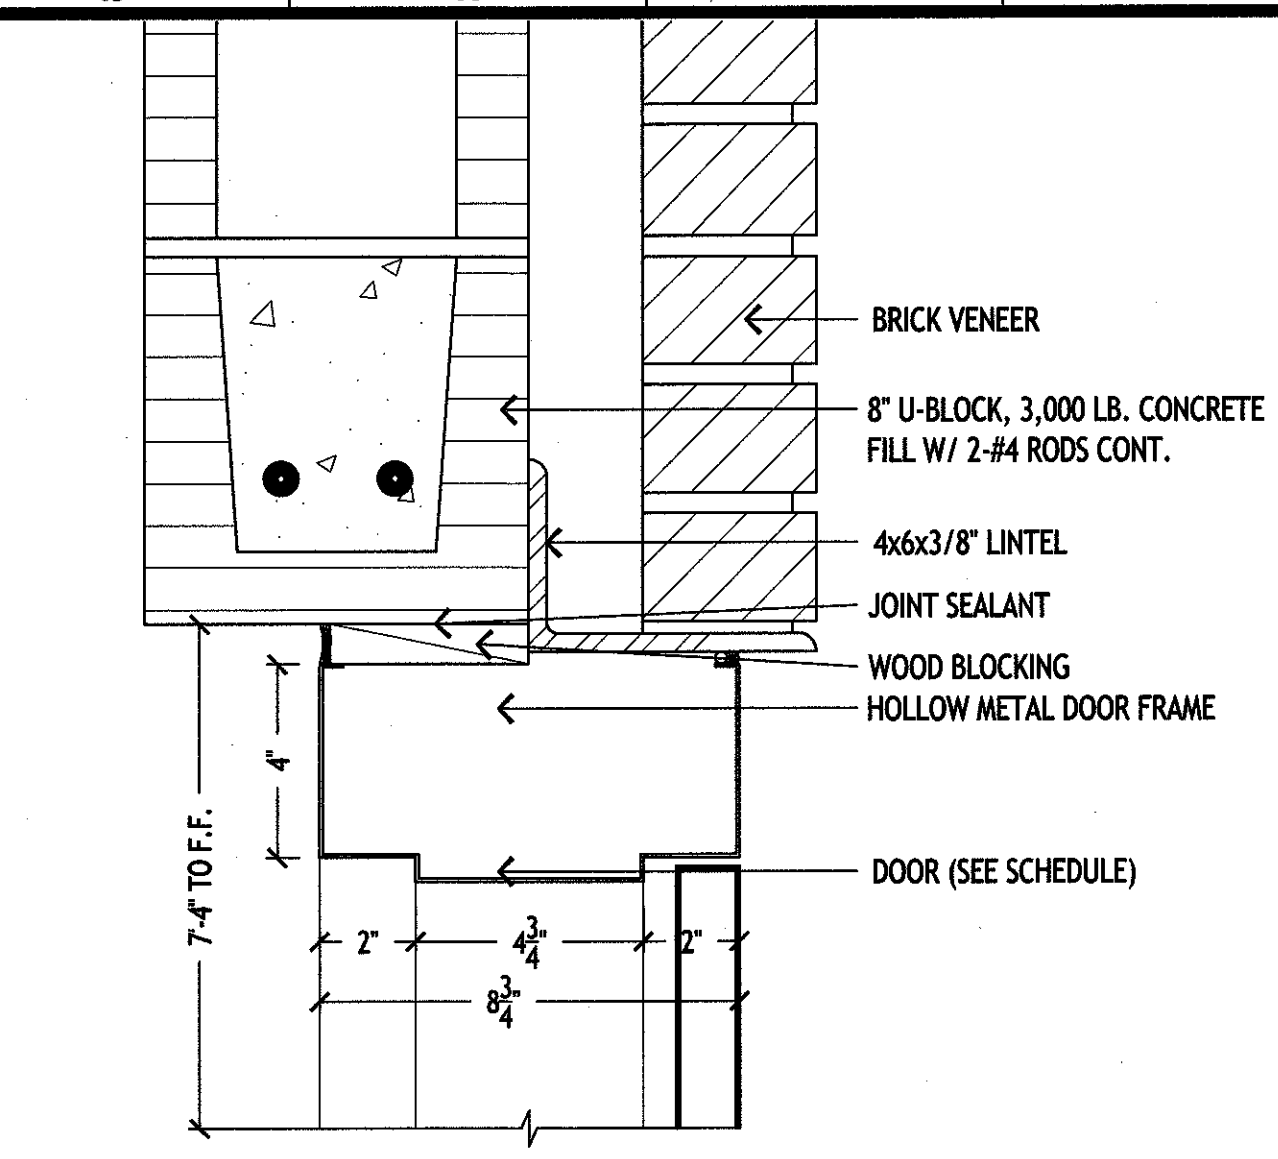 BRICK VENEER
8" U-BLOCK, 3,000 LB. CONCRETE
FILL W/ 2-#4 RODS CONT.
4x6x3/8" LINTEL
JOINT SEALANT
WOOD BLOCKING
HOLLOW METAL DOOR FRAME
4"
7'-4" TO F.F.
DOOR (SEE SCHEDULE)
2" 4 3/4" 2"
8 3/4"